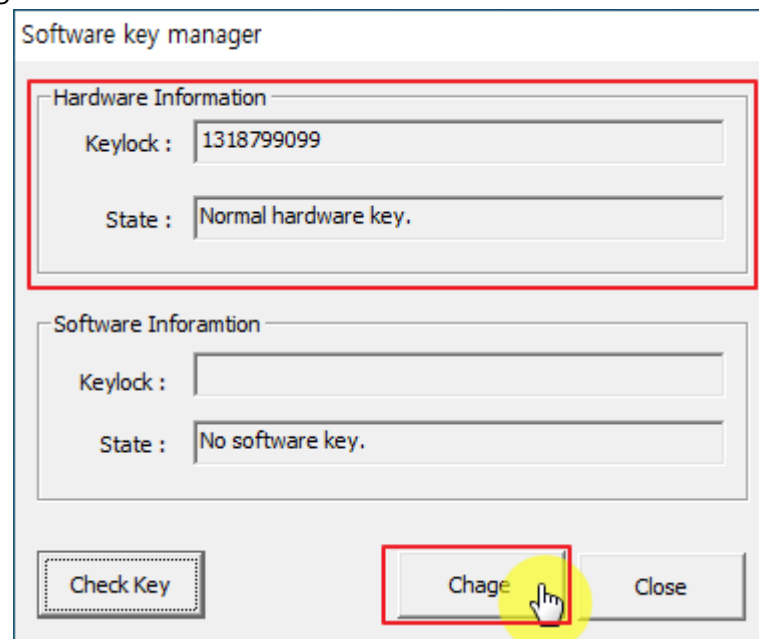 Software key manager
Hardware Information
Keylock : 1318799099
State : Normal hardware key.
Software Inforamtion
Keylock :
State : No software key.
Check Key Chage Close